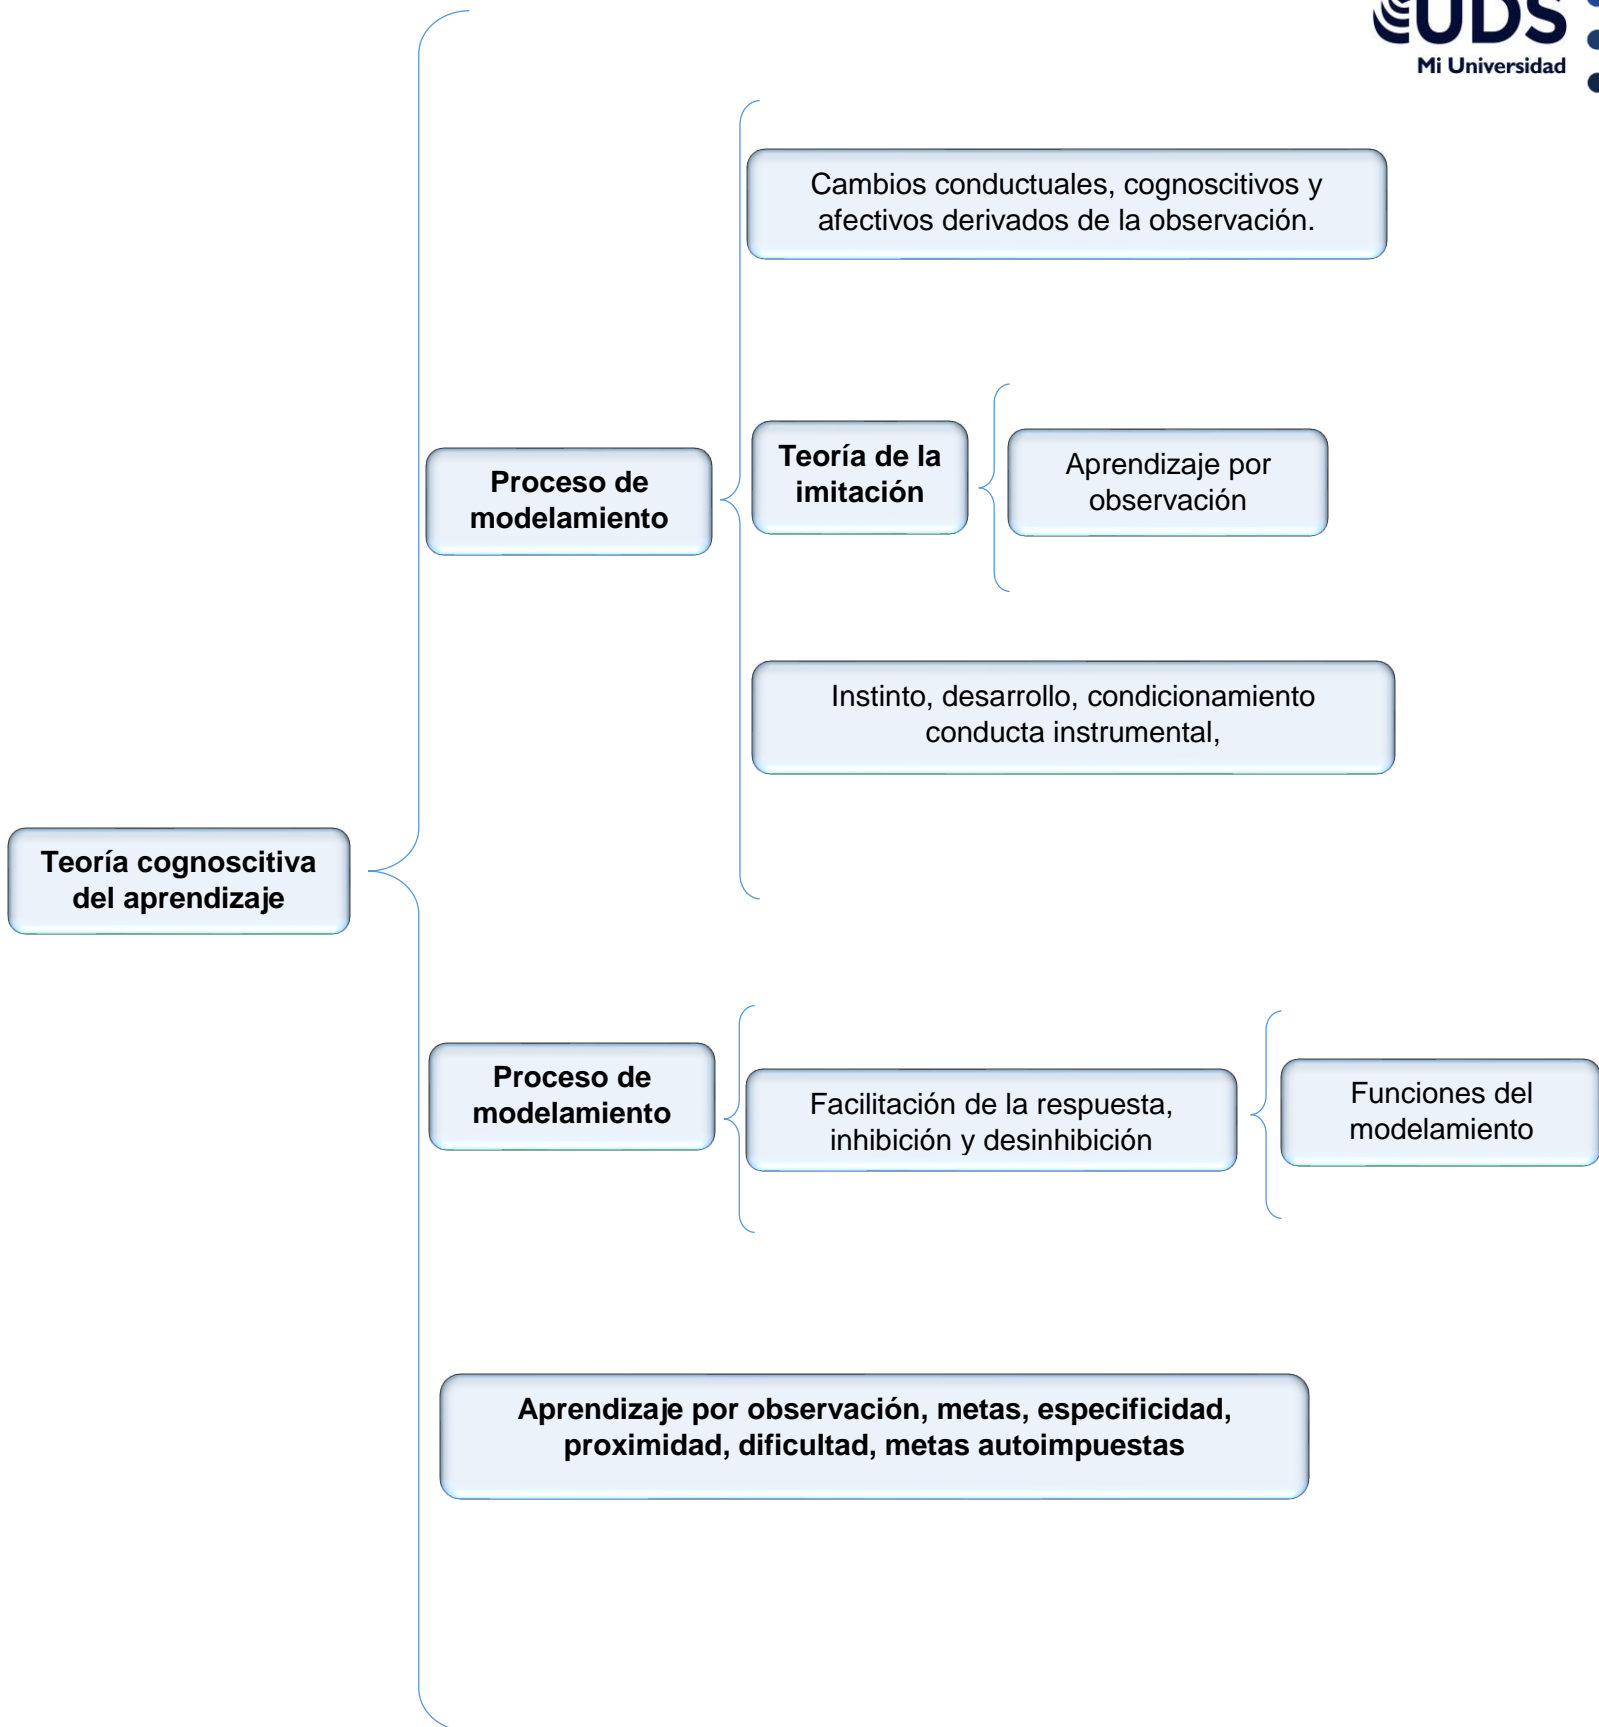 UDS
Mi Universidad
Cambios conductuales, cognoscitivos y
afectivos derivados de la observación.
Teoría de la
imitación
Aprendizaje por
observación
Proceso de
modelamiento
Instinto, desarrollo, condicionamiento
conducta instrumental,
Teoría cognoscitiva
del aprendizaje
Proceso de
modelamiento
Facilitación de la respuesta,
inhibición y desinhibición
Funciones del
modelamiento
Aprendizaje por observación, metas, especificidad,
proximidad, dificultad, metas autoimpuestas